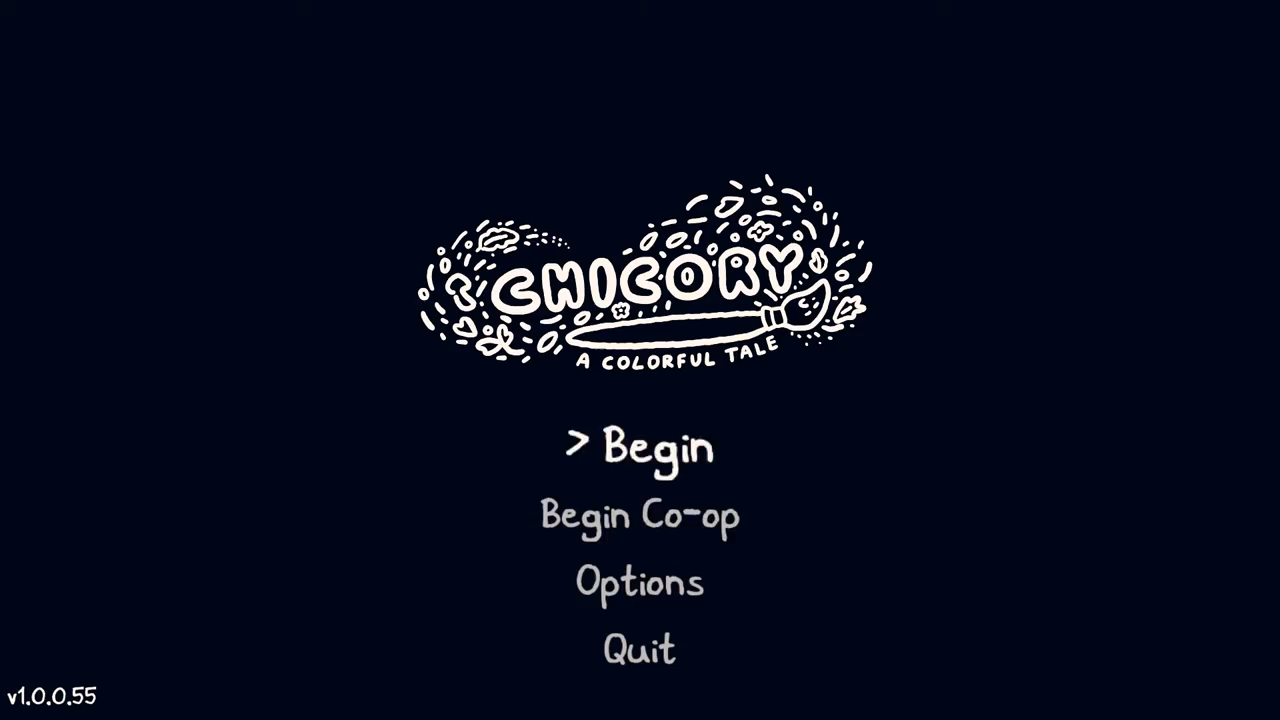 CHICORY
A COLORFUL TALE
> Begin
Begin Co-op
Options
Quit
v1.0.0.55